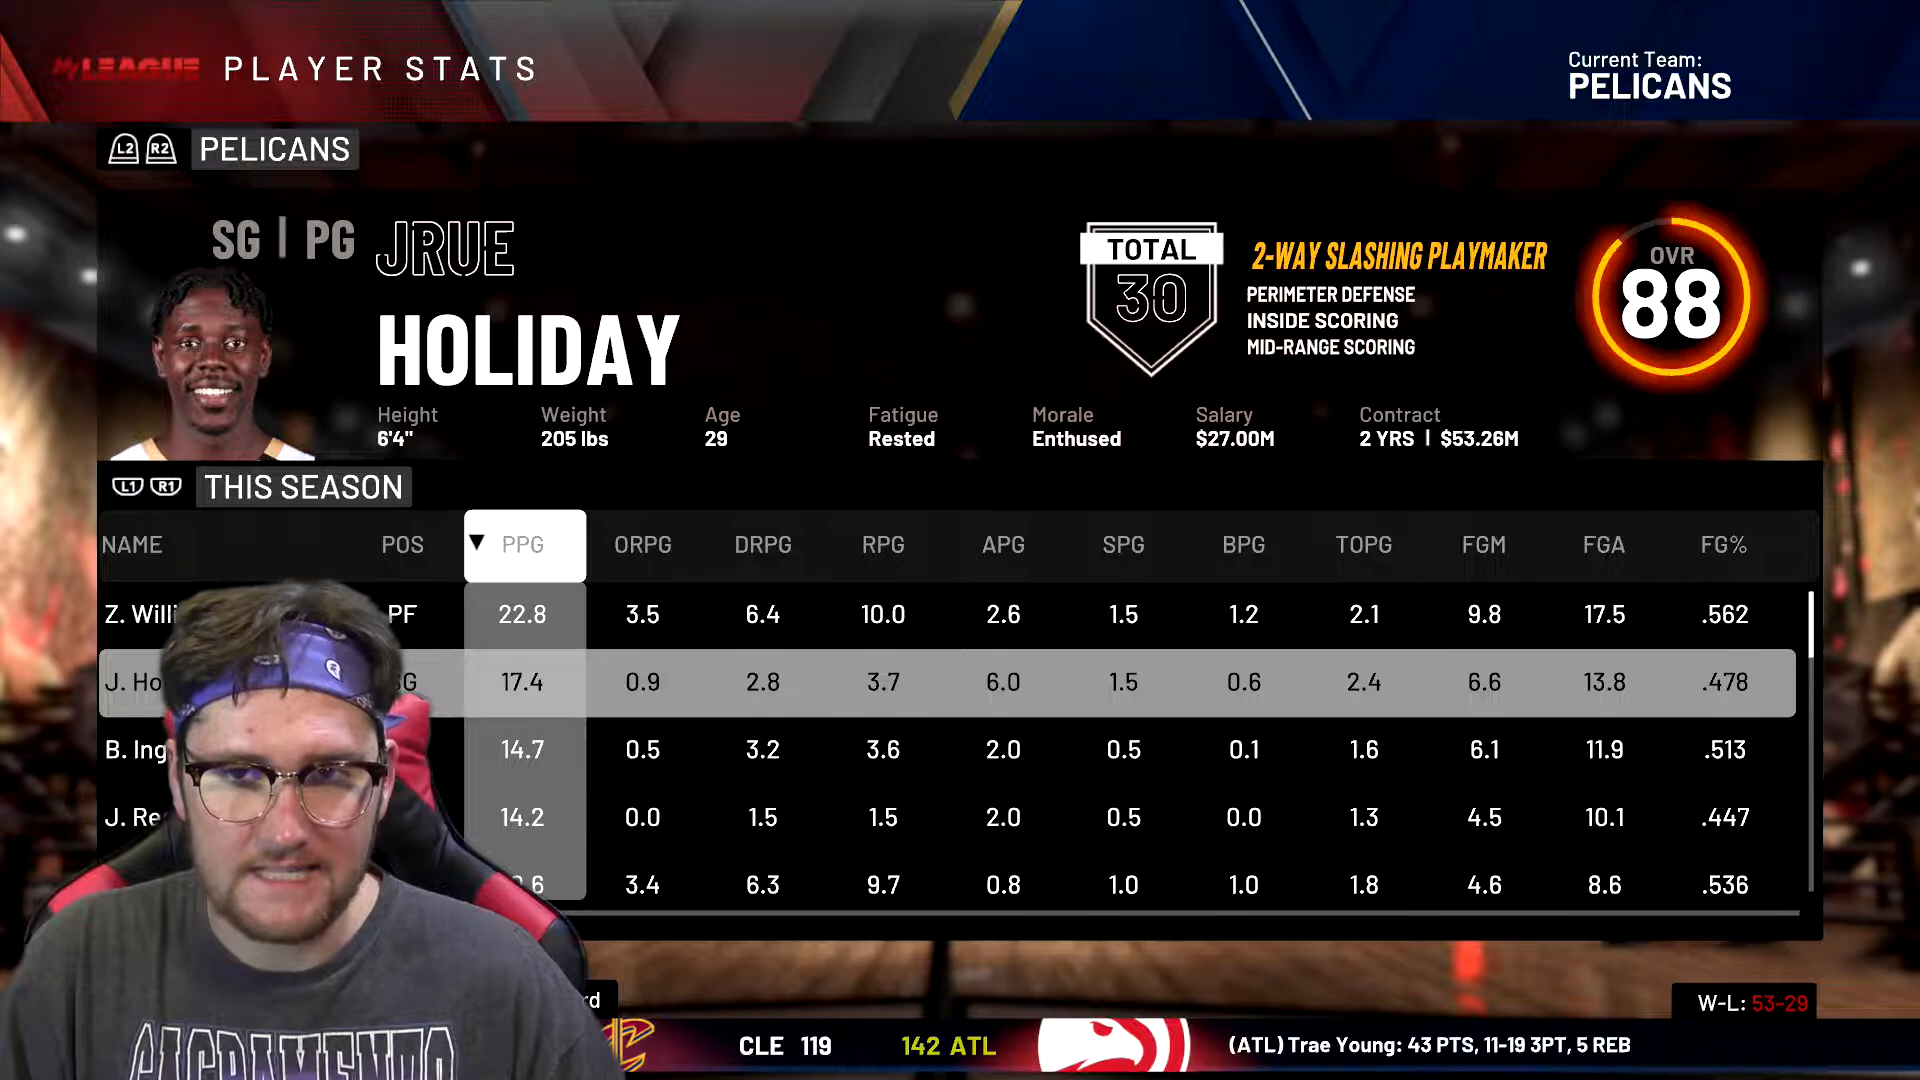 MyLEAGUE PLAYER STATS
Current Team:
PELICANS
L2 R2 PELICANS
SG | PG JRUE
HOLIDAY
TOTAL
30
2-WAY SLASHING PLAYMAKER
PERIMETER DEFENSE
INSIDE SCORING
MID-RANGE SCORING
OVR
88
Height Weight Age Fatigue Morale Salary Contract
6'4" 205 lbs 29 Rested Enthused $27.00M 2 YRS | $53.26M
L1 R1 THIS SEASON
NAME POS PPG ORPG DRPG RPG APG SPG BPG TOPG FGM FGA FG%
Z. Willi PF 22.8 3.5 6.4 10.0 2.6 1.5 1.2 2.1 9.8 17.5 .562
J. Ho G 17.4 0.9 2.8 3.7 6.0 1.5 0.6 2.4 6.6 13.8 .478
B. Ing 14.7 0.5 3.2 3.6 2.0 0.5 0.1 1.6 6.1 11.9 .513
J. Re 14.2 0.0 1.5 1.5 2.0 0.5 0.0 1.3 4.5 10.1 .447
.6 3.4 6.3 9.7 0.8 1.0 1.0 1.8 4.6 8.6 .536
rd
W-L: 53-29
CLE 119 142 ATL (ATL) Trae Young: 43 PTS, 11-19 3PT, 5 REB
SACRAMENTO